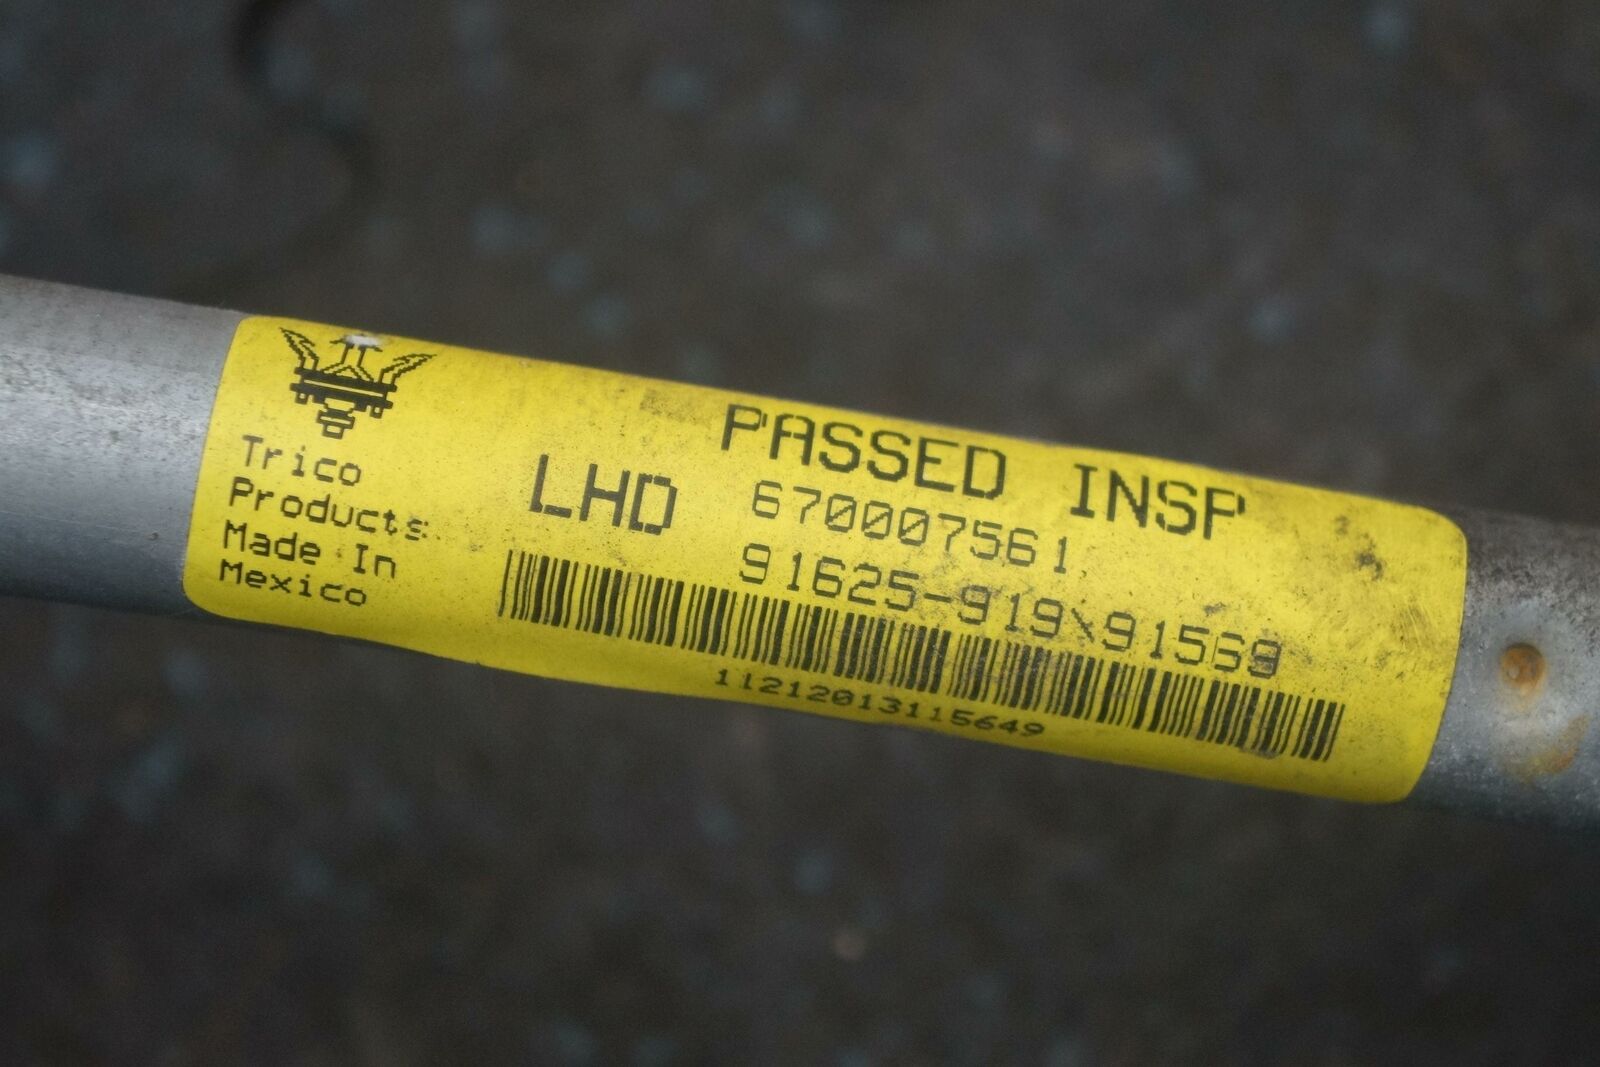 Trico
Products
Made In
Mexico
PASSED INSP
LHD
670007561
91625-919\91569
11212013115649